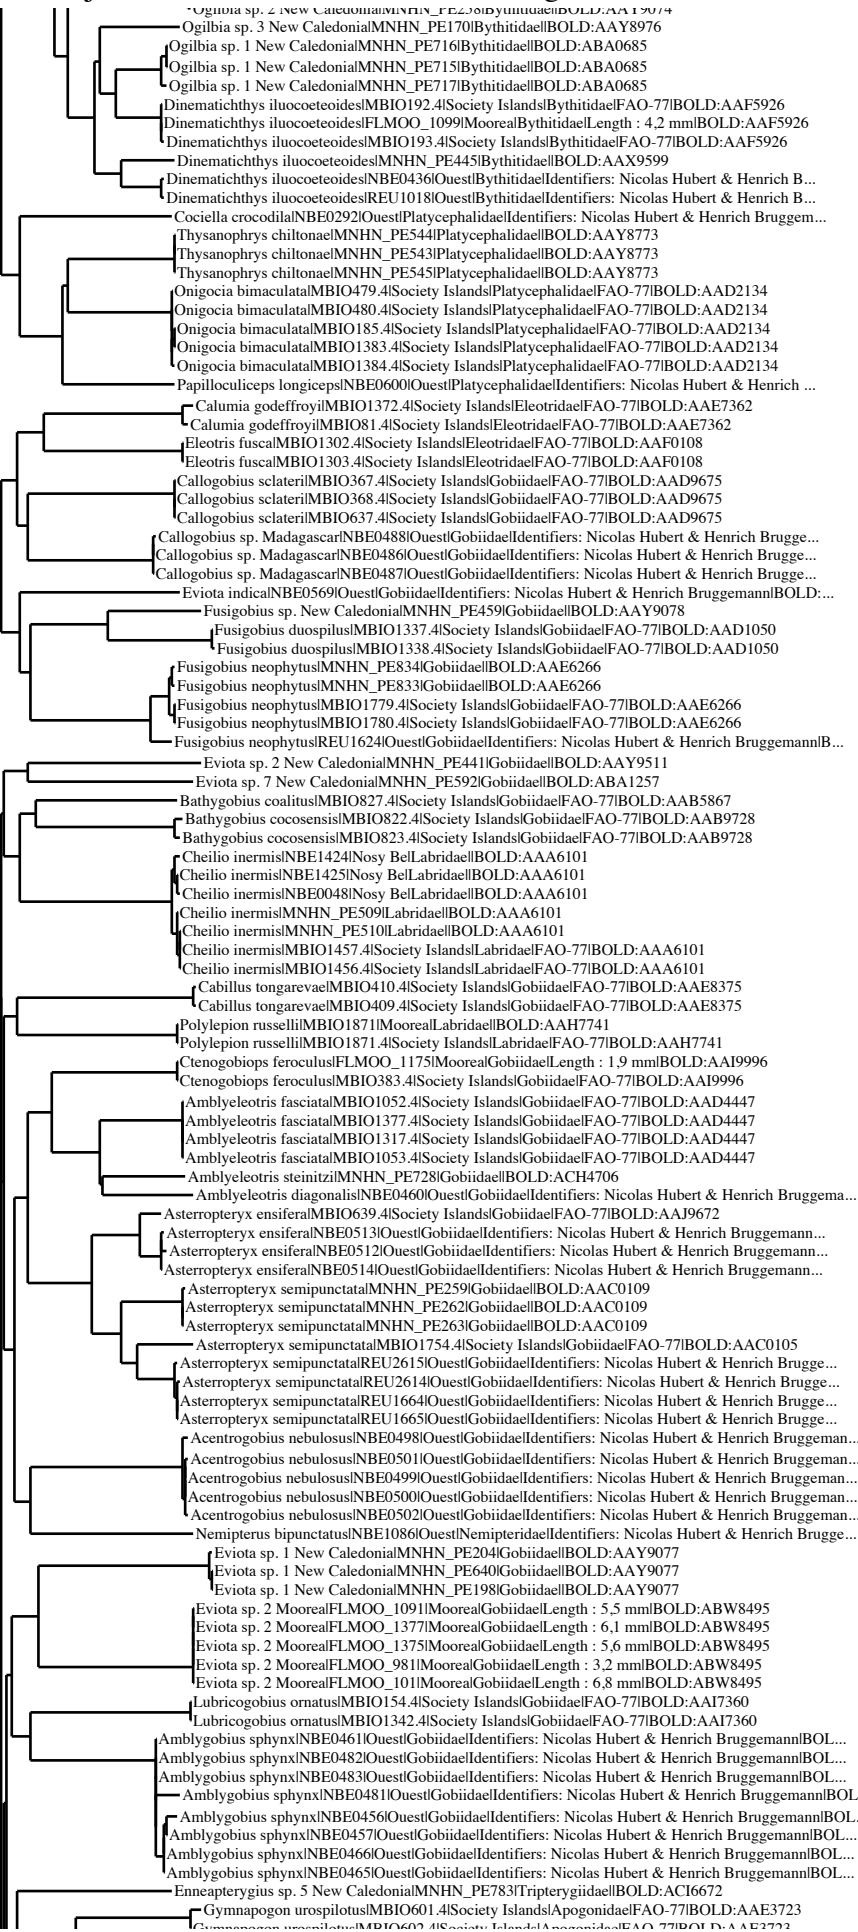 Ogilbia sp. 2 New Caledonia|MNHN_PE258|Bythitidae||BOLD:AAY9074
Ogilbia sp. 3 New Caledonia|MNHN_PE170|Bythitidae||BOLD:AAY8976
Ogilbia sp. 1 New Caledonia|MNHN_PE716|Bythitidae||BOLD:ABA0685
Ogilbia sp. 1 New Caledonia|MNHN_PE715|Bythitidae||BOLD:ABA0685
Ogilbia sp. 1 New Caledonia|MNHN_PE717|Bythitidae||BOLD:ABA0685
Dinematichthys iluocoeteoides|MBIO192.4|Society Islands|Bythitidae|FAO-77|BOLD:AAF5926
Dinematichthys iluocoeteoides|FLMOO_1099|Moorea|Bythitidae|Length : 4,2 mm|BOLD:AAF5926
Dinematichthys iluocoeteoides|MBIO193.4|Society Islands|Bythitidae|FAO-77|BOLD:AAF5926
Dinematichthys iluocoeteoides|MNHN_PE445|Bythitidae||BOLD:AAX9599
Dinematichthys iluocoeteoides|NBE0436|Ouest|Bythitidae|Identifiers: Nicolas Hubert & Henrich B...
Dinematichthys iluocoeteoides|REU1018|Ouest|Bythitidae|Identifiers: Nicolas Hubert & Henrich B...
Cociella crocodila|NBE0292|Ouest|Platycephalidae|Identifiers: Nicolas Hubert & Henrich Bruggem...
Thysanophrys chiltonae|MNHN_PE544|Platycephalidae||BOLD:AAY8773
Thysanophrys chiltonae|MNHN_PE543|Platycephalidae||BOLD:AAY8773
Thysanophrys chiltonae|MNHN_PE545|Platycephalidae||BOLD:AAY8773
Onigocia bimaculata|MBIO479.4|Society Islands|Platycephalidae|FAO-77|BOLD:AAD2134
Onigocia bimaculata|MBIO480.4|Society Islands|Platycephalidae|FAO-77|BOLD:AAD2134
Onigocia bimaculata|MBIO185.4|Society Islands|Platycephalidae|FAO-77|BOLD:AAD2134
Onigocia bimaculata|MBIO1383.4|Society Islands|Platycephalidae|FAO-77|BOLD:AAD2134
Onigocia bimaculata|MBIO1384.4|Society Islands|Platycephalidae|FAO-77|BOLD:AAD2134
Papilloculiceps longiceps|NBE0600|Ouest|Platycephalidae|Identifiers: Nicolas Hubert & Henrich ...
Calumia godeffroyi|MBIO1372.4|Society Islands|Eleotridae|FAO-77|BOLD:AAE7362
Calumia godeffroyi|MBIO81.4|Society Islands|Eleotridae|FAO-77|BOLD:AAE7362
Eleotris fusca|MBIO1302.4|Society Islands|Eleotridae|FAO-77|BOLD:AAF0108
Eleotris fusca|MBIO1303.4|Society Islands|Eleotridae|FAO-77|BOLD:AAF0108
Callogobius sclateri|MBIO367.4|Society Islands|Gobiidae|FAO-77|BOLD:AAD9675
Callogobius sclateri|MBIO368.4|Society Islands|Gobiidae|FAO-77|BOLD:AAD9675
Callogobius sclateri|MBIO637.4|Society Islands|Gobiidae|FAO-77|BOLD:AAD9675
Callogobius sp. Madagascar|NBE0488|Ouest|Gobiidae|Identifiers: Nicolas Hubert & Henrich Brugge...
Callogobius sp. Madagascar|NBE0486|Ouest|Gobiidae|Identifiers: Nicolas Hubert & Henrich Brugge...
Callogobius sp. Madagascar|NBE0487|Ouest|Gobiidae|Identifiers: Nicolas Hubert & Henrich Brugge...
Eviota indica|NBE0569|Ouest|Gobiidae|Identifiers: Nicolas Hubert & Henrich Bruggemann|BOLD:...
Fusigobius sp. New Caledonia|MNHN_PE459|Gobiidae||BOLD:AAY9078
Fusigobius duospilus|MBIO1337.4|Society Islands|Gobiidae|FAO-77|BOLD:AAD1050
Fusigobius duospilus|MBIO1338.4|Society Islands|Gobiidae|FAO-77|BOLD:AAD1050
Fusigobius neophytus|MNHN_PE834|Gobiidae||BOLD:AAE6266
Fusigobius neophytus|MNHN_PE833|Gobiidae||BOLD:AAE6266
Fusigobius neophytus|MBIO1779.4|Society Islands|Gobiidae|FAO-77|BOLD:AAE6266
Fusigobius neophytus|MBIO1780.4|Society Islands|Gobiidae|FAO-77|BOLD:AAE6266
Fusigobius neophytus|REU1624|Ouest|Gobiidae|Identifiers: Nicolas Hubert & Henrich Bruggemann|B...
Eviota sp. 2 New Caledonia|MNHN_PE441|Gobiidae||BOLD:AAY9511
Eviota sp. 7 New Caledonia|MNHN_PE592|Gobiidae||BOLD:ABA1257
Bathygobius coalitus|MBIO827.4|Society Islands|Gobiidae|FAO-77|BOLD:AAB5867
Bathygobius cocosensis|MBIO822.4|Society Islands|Gobiidae|FAO-77|BOLD:AAB9728
Bathygobius cocosensis|MBIO823.4|Society Islands|Gobiidae|FAO-77|BOLD:AAB9728
Cheilio inermis|NBE1424|Nosy Be|Labridae||BOLD:AAA6101
Cheilio inermis|NBE1425|Nosy Be|Labridae||BOLD:AAA6101
Cheilio inermis|NBE0048|Nosy Be|Labridae||BOLD:AAA6101
Cheilio inermis|MNHN_PE509|Labridae||BOLD:AAA6101
Cheilio inermis|MNHN_PE510|Labridae||BOLD:AAA6101
Cheilio inermis|MBIO1457.4|Society Islands|Labridae|FAO-77|BOLD:AAA6101
Cheilio inermis|MBIO1456.4|Society Islands|Labridae|FAO-77|BOLD:AAA6101
Cabillus tongarevae|MBIO410.4|Society Islands|Gobiidae|FAO-77|BOLD:AAE8375
Cabillus tongarevae|MBIO409.4|Society Islands|Gobiidae|FAO-77|BOLD:AAE8375
Polylepion russelli|MBIO1871|Moorea|Labridae||BOLD:AAH7741
Polylepion russelli|MBIO1871.4|Society Islands|Labridae|FAO-77|BOLD:AAH7741
Ctenogobiops feroculus|FLMOO_1175|Moorea|Gobiidae|Length : 1,9 mm|BOLD:AAI9996
Ctenogobiops feroculus|MBIO383.4|Society Islands|Gobiidae|FAO-77|BOLD:AAI9996
Amblyeleotris fasciata|MBIO1052.4|Society Islands|Gobiidae|FAO-77|BOLD:AAD4447
Amblyeleotris fasciata|MBIO1377.4|Society Islands|Gobiidae|FAO-77|BOLD:AAD4447
Amblyeleotris fasciata|MBIO1317.4|Society Islands|Gobiidae|FAO-77|BOLD:AAD4447
Amblyeleotris fasciata|MBIO1053.4|Society Islands|Gobiidae|FAO-77|BOLD:AAD4447
Amblyeleotris steinitzi|MNHN_PE728|Gobiidae||BOLD:ACH4706
Amblyeleotris diagonalis|NBE0460|Ouest|Gobiidae|Identifiers: Nicolas Hubert & Henrich Bruggema...
Asterropteryx ensifera|MBIO639.4|Society Islands|Gobiidae|FAO-77|BOLD:AAJ9672
Asterropteryx ensifera|NBE0513|Ouest|Gobiidae|Identifiers: Nicolas Hubert & Henrich Bruggemann...
Asterropteryx ensifera|NBE0512|Ouest|Gobiidae|Identifiers: Nicolas Hubert & Henrich Bruggemann...
Asterropteryx ensifera|NBE0514|Ouest|Gobiidae|Identifiers: Nicolas Hubert & Henrich Bruggemann...
Asterropteryx semipunctata|MNHN_PE259|Gobiidae||BOLD:AAC0109
Asterropteryx semipunctata|MNHN_PE262|Gobiidae||BOLD:AAC0109
Asterropteryx semipunctata|MNHN_PE263|Gobiidae||BOLD:AAC0109
Asterropteryx semipunctata|MBIO1754.4|Society Islands|Gobiidae|FAO-77|BOLD:AAC0105
Asterropteryx semipunctata|REU2615|Ouest|Gobiidae|Identifiers: Nicolas Hubert & Henrich Brugge...
Asterropteryx semipunctata|REU2614|Ouest|Gobiidae|Identifiers: Nicolas Hubert & Henrich Brugge...
Asterropteryx semipunctata|REU1664|Ouest|Gobiidae|Identifiers: Nicolas Hubert & Henrich Brugge...
Asterropteryx semipunctata|REU1665|Ouest|Gobiidae|Identifiers: Nicolas Hubert & Henrich Brugge...
Acentrogobius nebulosus|NBE0498|Ouest|Gobiidae|Identifiers: Nicolas Hubert & Henrich Bruggeman...
Acentrogobius nebulosus|NBE0501|Ouest|Gobiidae|Identifiers: Nicolas Hubert & Henrich Bruggeman...
Acentrogobius nebulosus|NBE0499|Ouest|Gobiidae|Identifiers: Nicolas Hubert & Henrich Bruggeman...
Acentrogobius nebulosus|NBE0500|Ouest|Gobiidae|Identifiers: Nicolas Hubert & Henrich Bruggeman...
Acentrogobius nebulosus|NBE0502|Ouest|Gobiidae|Identifiers: Nicolas Hubert & Henrich Bruggeman...
Nemipterus bipunctatus|NBE1086|Ouest|Nemipteridae|Identifiers: Nicolas Hubert & Henrich Brugge...
Eviota sp. 1 New Caledonia|MNHN_PE204|Gobiidae||BOLD:AAY9077
Eviota sp. 1 New Caledonia|MNHN_PE640|Gobiidae||BOLD:AAY9077
Eviota sp. 1 New Caledonia|MNHN_PE198|Gobiidae||BOLD:AAY9077
Eviota sp. 2 Moorea|FLMOO_1091|Moorea|Gobiidae|Length : 5,5 mm|BOLD:ABW8495
Eviota sp. 2 Moorea|FLMOO_1377|Moorea|Gobiidae|Length : 6,1 mm|BOLD:ABW8495
Eviota sp. 2 Moorea|FLMOO_1375|Moorea|Gobiidae|Length : 5,6 mm|BOLD:ABW8495
Eviota sp. 2 Moorea|FLMOO_981|Moorea|Gobiidae|Length : 3,2 mm|BOLD:ABW8495
Eviota sp. 2 Moorea|FLMOO_101|Moorea|Gobiidae|Length : 6,8 mm|BOLD:ABW8495
Lubricogobius ornatus|MBIO154.4|Society Islands|Gobiidae|FAO-77|BOLD:AAI7360
Lubricogobius ornatus|MBIO1342.4|Society Islands|Gobiidae|FAO-77|BOLD:AAI7360
Amblygobius sphynx|NBE0461|Ouest|Gobiidae|Identifiers: Nicolas Hubert & Henrich Bruggemann|BOL...
Amblygobius sphynx|NBE0482|Ouest|Gobiidae|Identifiers: Nicolas Hubert & Henrich Bruggemann|BOL...
Amblygobius sphynx|NBE0483|Ouest|Gobiidae|Identifiers: Nicolas Hubert & Henrich Bruggemann|BOL...
Amblygobius sphynx|NBE0481|Ouest|Gobiidae|Identifiers: Nicolas Hubert & Henrich Bruggemann|BOL
Amblygobius sphynx|NBE0456|Ouest|Gobiidae|Identifiers: Nicolas Hubert & Henrich Bruggemann|BOL.
Amblygobius sphynx|NBE0457|Ouest|Gobiidae|Identifiers: Nicolas Hubert & Henrich Bruggemann|BOL...
Amblygobius sphynx|NBE0466|Ouest|Gobiidae|Identifiers: Nicolas Hubert & Henrich Bruggemann|BOL...
Amblygobius sphynx|NBE0465|Ouest|Gobiidae|Identifiers: Nicolas Hubert & Henrich Bruggemann|BOL...
Enneapterygius sp. 5 New Caledonia|MNHN_PE783|Tripterygiidae||BOLD:ACI6672
Gymnapogon urospilotus|MBIO601.4|Society Islands|Apogonidae|FAO-77|BOLD:AAE3723
Gymnapogon urospilotus|MBIO602.4|Society Islands|Apogonidae|FAO-77|BOLD:AAE3723